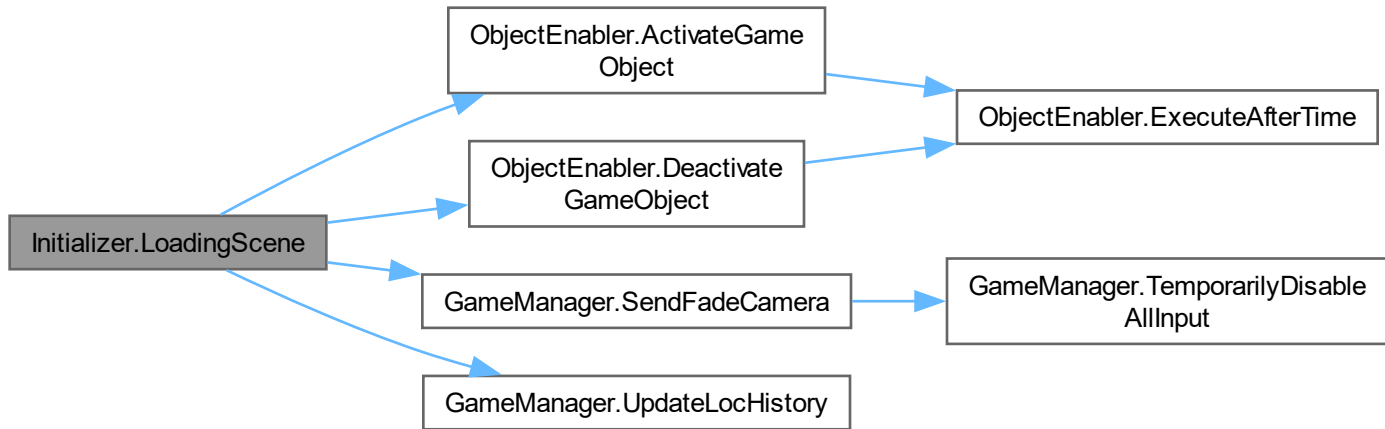 ObjectEnabler.ActivateGame
Object
ObjectEnabler.ExecuteAfterTime
ObjectEnabler.Deactivate
GameObject
Initializer.LoadingScene
GameManager.SendFadeCamera
GameManager.TemporarilyDisable
AllInput
GameManager.UpdateLocHistory